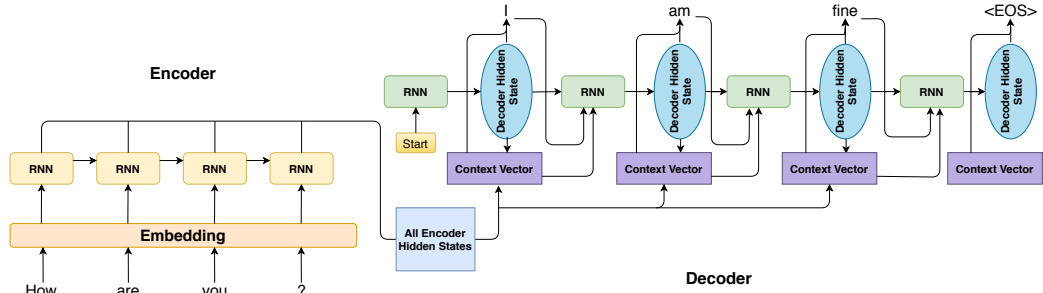 I am fine <EOS>
Encoder
Decoder Hidden State
Decoder Hidden State
Decoder Hidden State
Decoder Hidden State
RNN RNN RNN RNN
Start
RNN RNN RNN RNN
Context Vector Context Vector Context Vector Context Vector
All Encoder
Hidden States
Embedding
Decoder
How are you ?